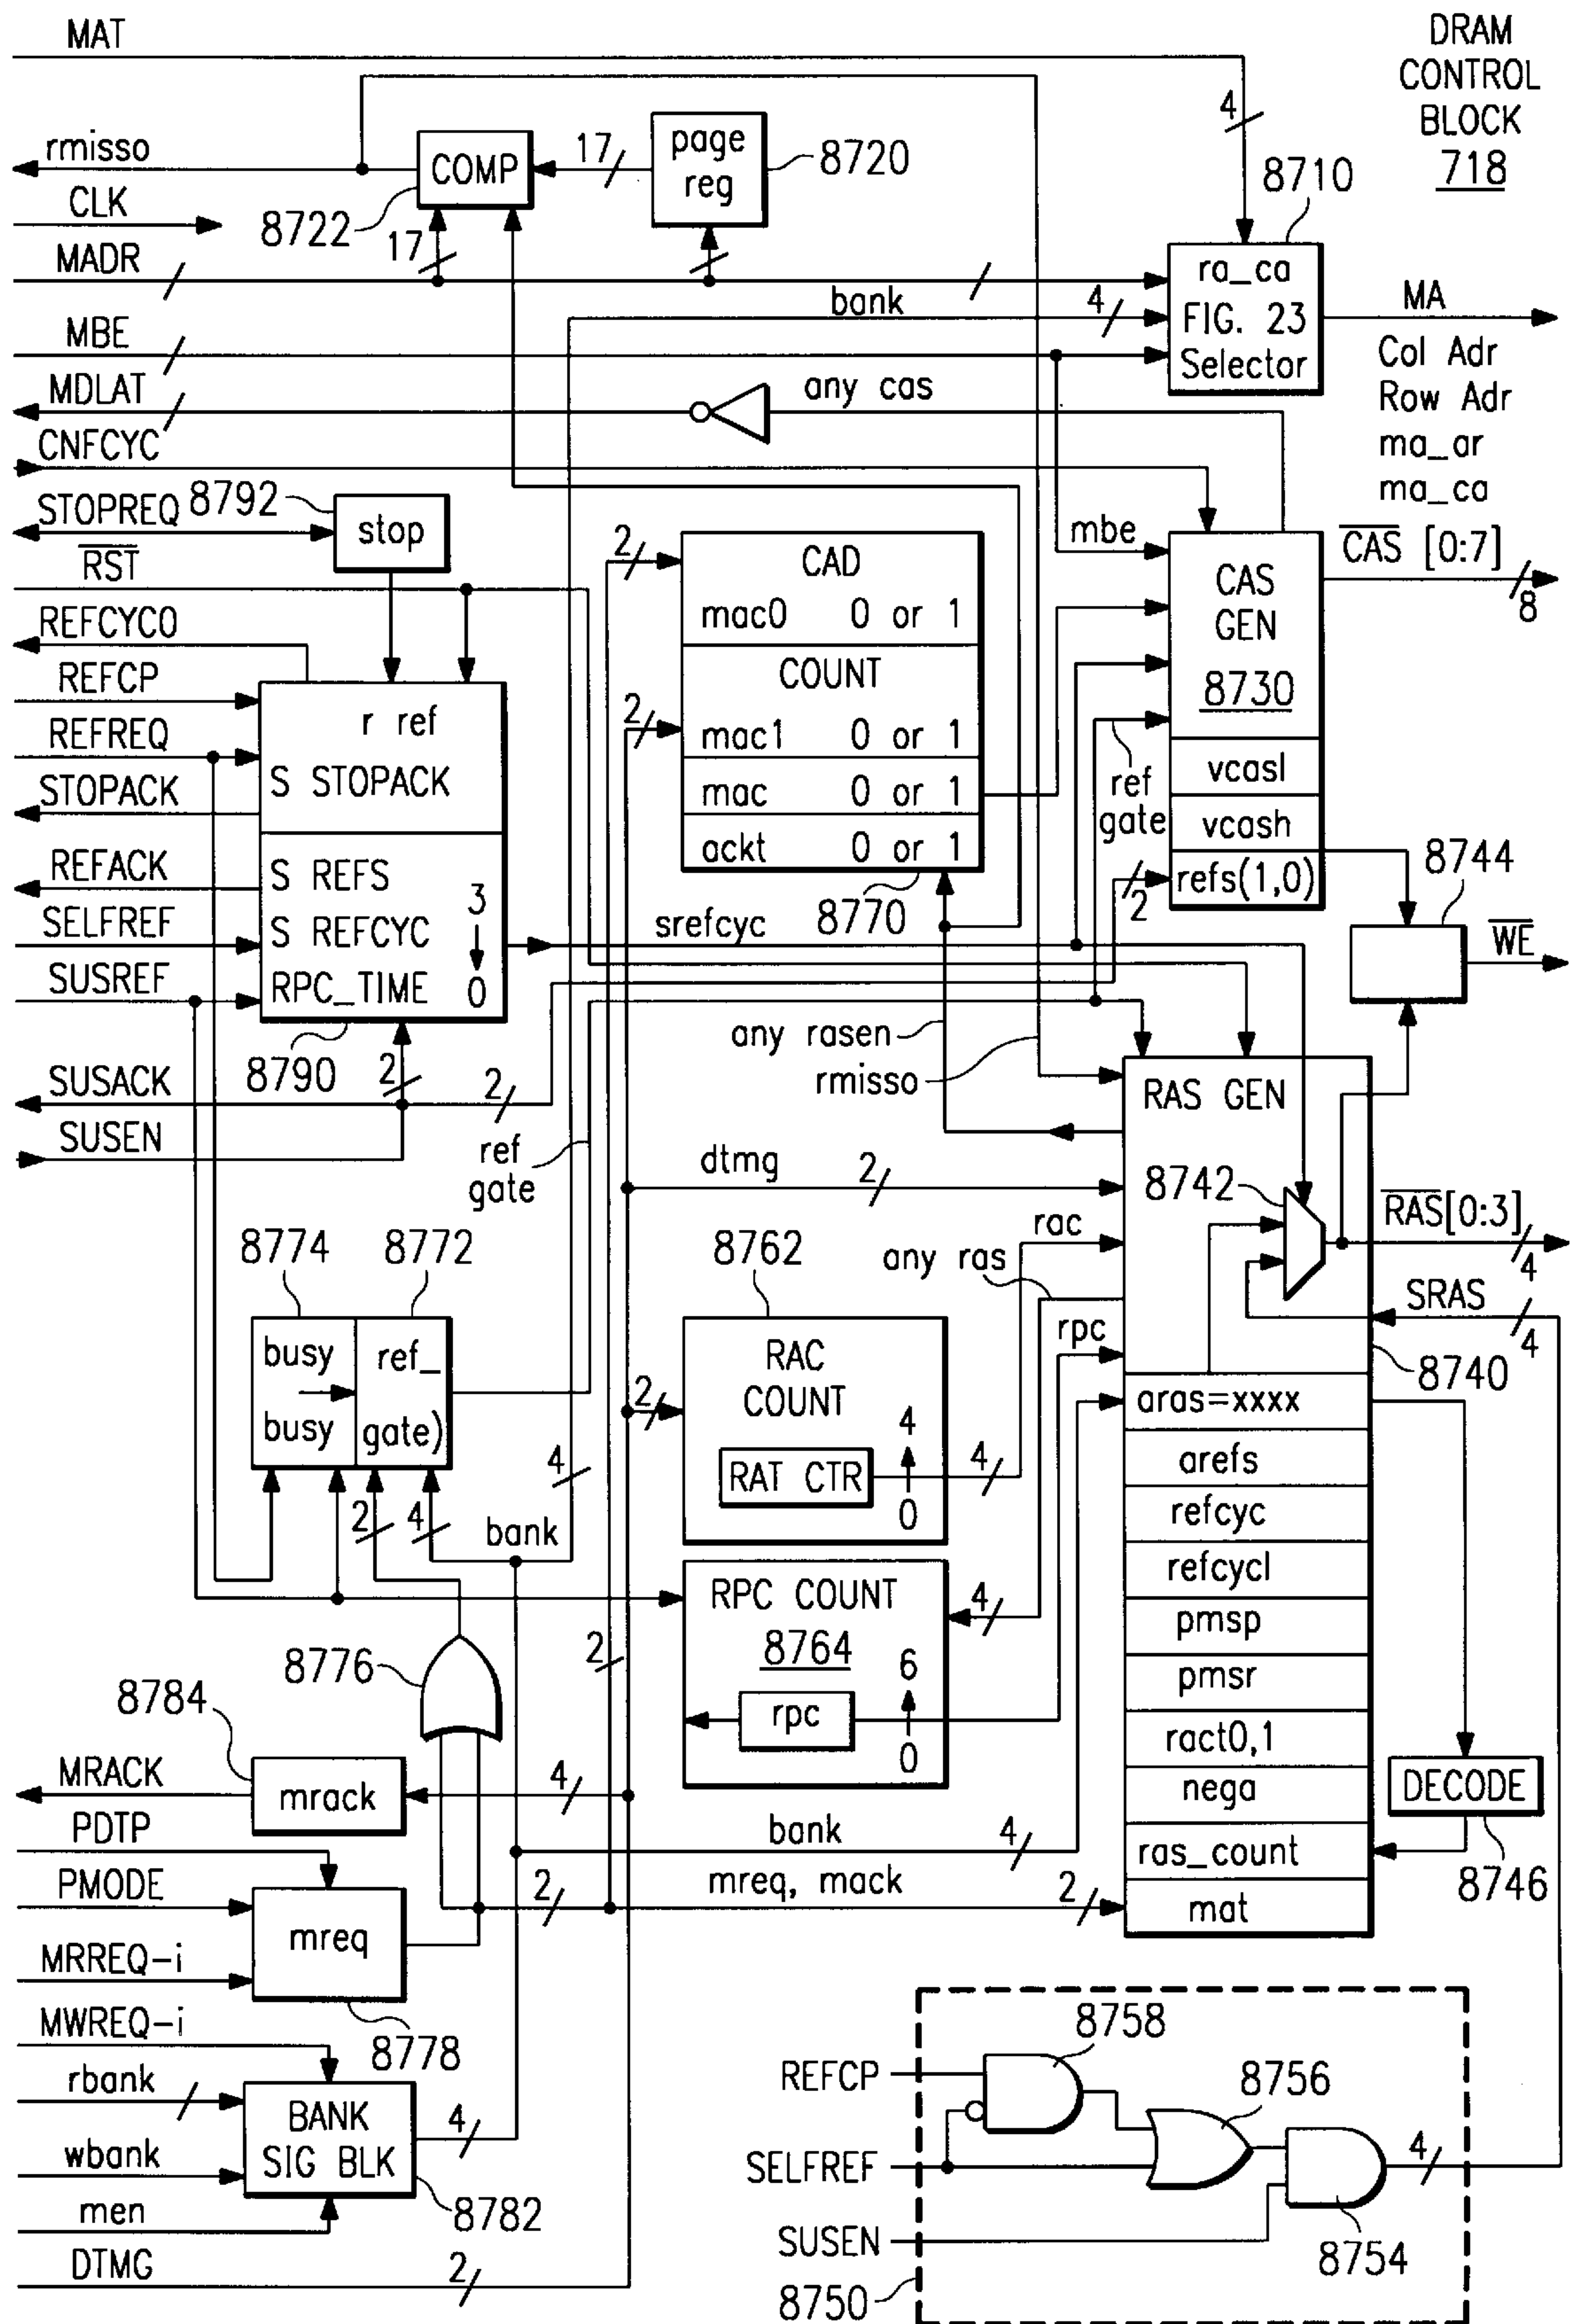 MAT
DRAM
CONTROL
BLOCK
718
4
rmisso
COMP
17
page
reg
8720
8710
CLK
8722
17
MADR
ra_ca
FIG. 23
Selector
bank
4
MA
MBE
Col Adr
Row Adr
ma_ar
ma_ca
MDLAT
any cas
CNFCYC
STOPREQ
8792
stop
RST
2
CAD
mac0 0 or 1
COUNT
mac1 0 or 1
mac 0 or 1
ackt 0 or 1
8770
2
mbe
CAS
GEN
8730
vcasl
vcash
refs(1,0)
CAS [0:7]
8
REFCYC0
REFCP
r ref
REFREQ
S STOPACK
STOPACK
ref
gate
2
8744
REFACK
S REFS
SELFREF
S REFCYC
3
0
srefcyc
WE
SUSREF
RPC_TIME
8790
any rasen
rmisso
SUSACK
2
2
SUSEN
ref
gate
RAS GEN
dtmg
2
8742
RAS[0:3]
4
rac
any ras
8774
8772
8762
SRAS
4
busy
busy
ref_
gate)
RAC
COUNT
RAT CTR
4
0
2
4
rpc
8740
aras=xxxx
arefs
refcyc
refcycl
pmsp
pmsr
ract0,1
nega
ras_count
mat
4
2
4
bank
RPC COUNT
8764
rpc
6
0
4
8776
2
8784
MRACK
mrack
4
DECODE
8746
PDTP
bank
4
PMODE
mreq
2
mreq, mack
2
MRREQ-i
MWREQ-i
8778
rbank
BANK
SIG BLK
4
wbank
8782
men
DTMG
2
8758
REFCP
8756
SELFREF
4
SUSEN
8754
8750